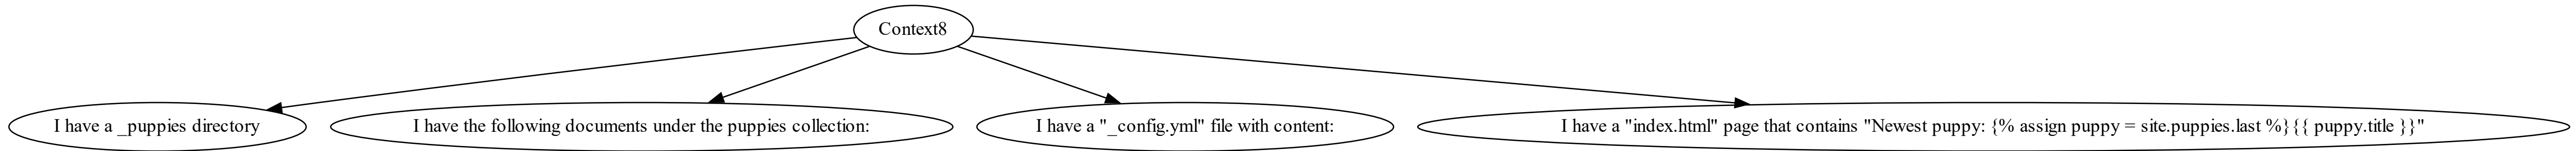 Context8
I have a _puppies directory
I have the following documents under the puppies collection:
I have a "_config.yml" file with content:
I have a "index.html" page that contains "Newest puppy: {% assign puppy = site.puppies.last %}{{ puppy.title }}"